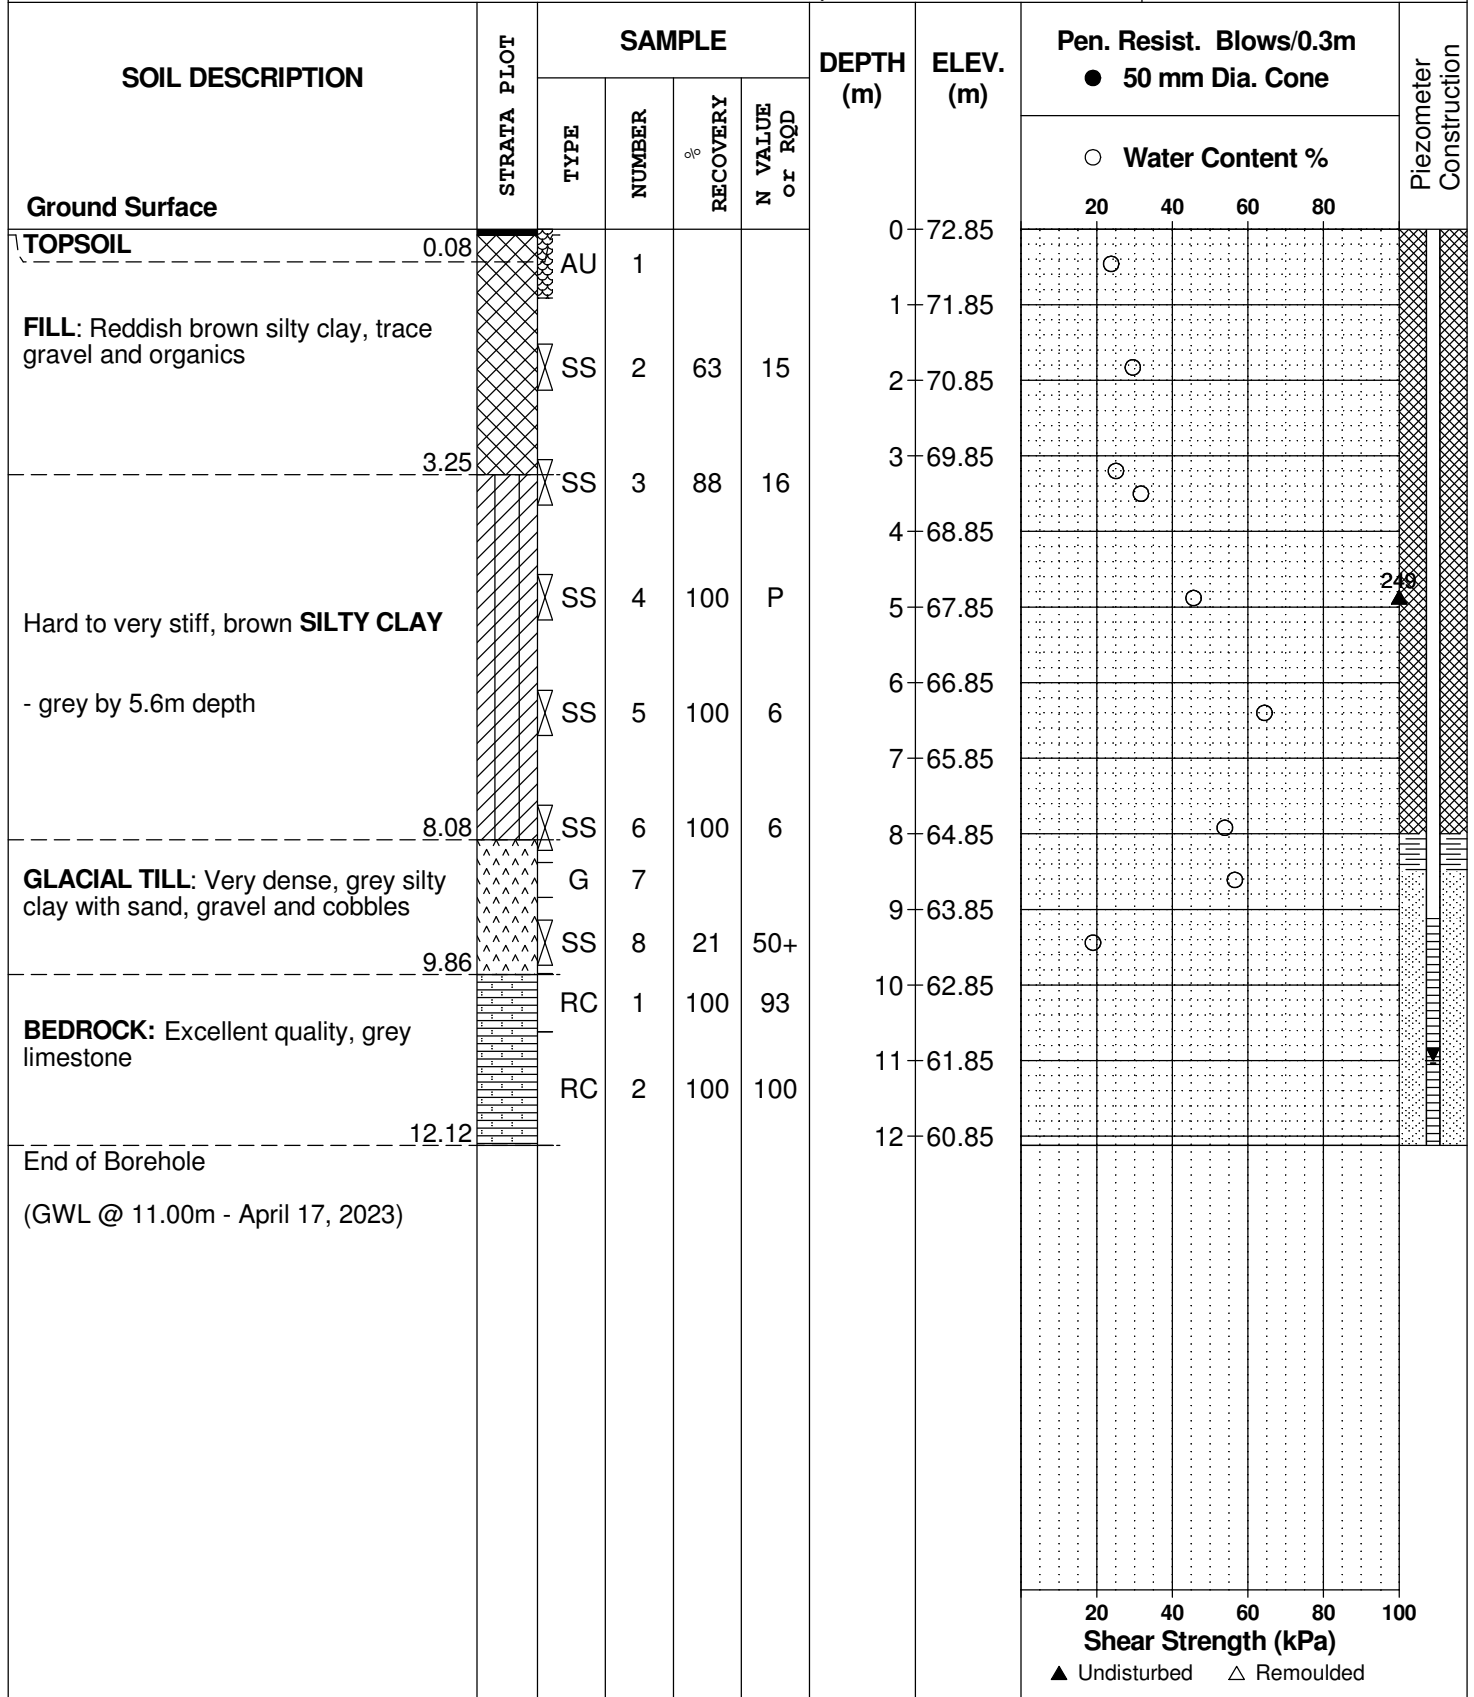 SOIL DESCRIPTION
STRATA PLOT
SAMPLE
TYPE
NUMBER
% RECOVERY
N VALUE or RQD
DEPTH (m)
ELEV. (m)
Pen. Resist. Blows/0.3m
● 50 mm Dia. Cone
○ Water Content %
20 40 60 80
Piezometer Construction
Ground Surface
0 72.85
TOPSOIL 0.08
AU 1
1 71.85
FILL: Reddish brown silty clay, trace
gravel and organics
SS 2 63 15
2 70.85
3.25
3 69.85
SS 3 88 16
4 68.85
249
SS 4 100 P
5 67.85
Hard to very stiff, brown SILTY CLAY
6 66.85
- grey by 5.6m depth
SS 5 100 6
7 65.85
8.08
SS 6 100 6
8 64.85
GLACIAL TILL: Very dense, grey silty
clay with sand, gravel and cobbles
G 7
9 63.85
SS 8 21 50+
9.86
10 62.85
RC 1 100 93
BEDROCK: Excellent quality, grey
limestone
11 61.85
RC 2 100 100
12.12
12 60.85
End of Borehole
(GWL @ 11.00m - April 17, 2023)
20 40 60 80 100
Shear Strength (kPa)
▲ Undisturbed △ Remoulded